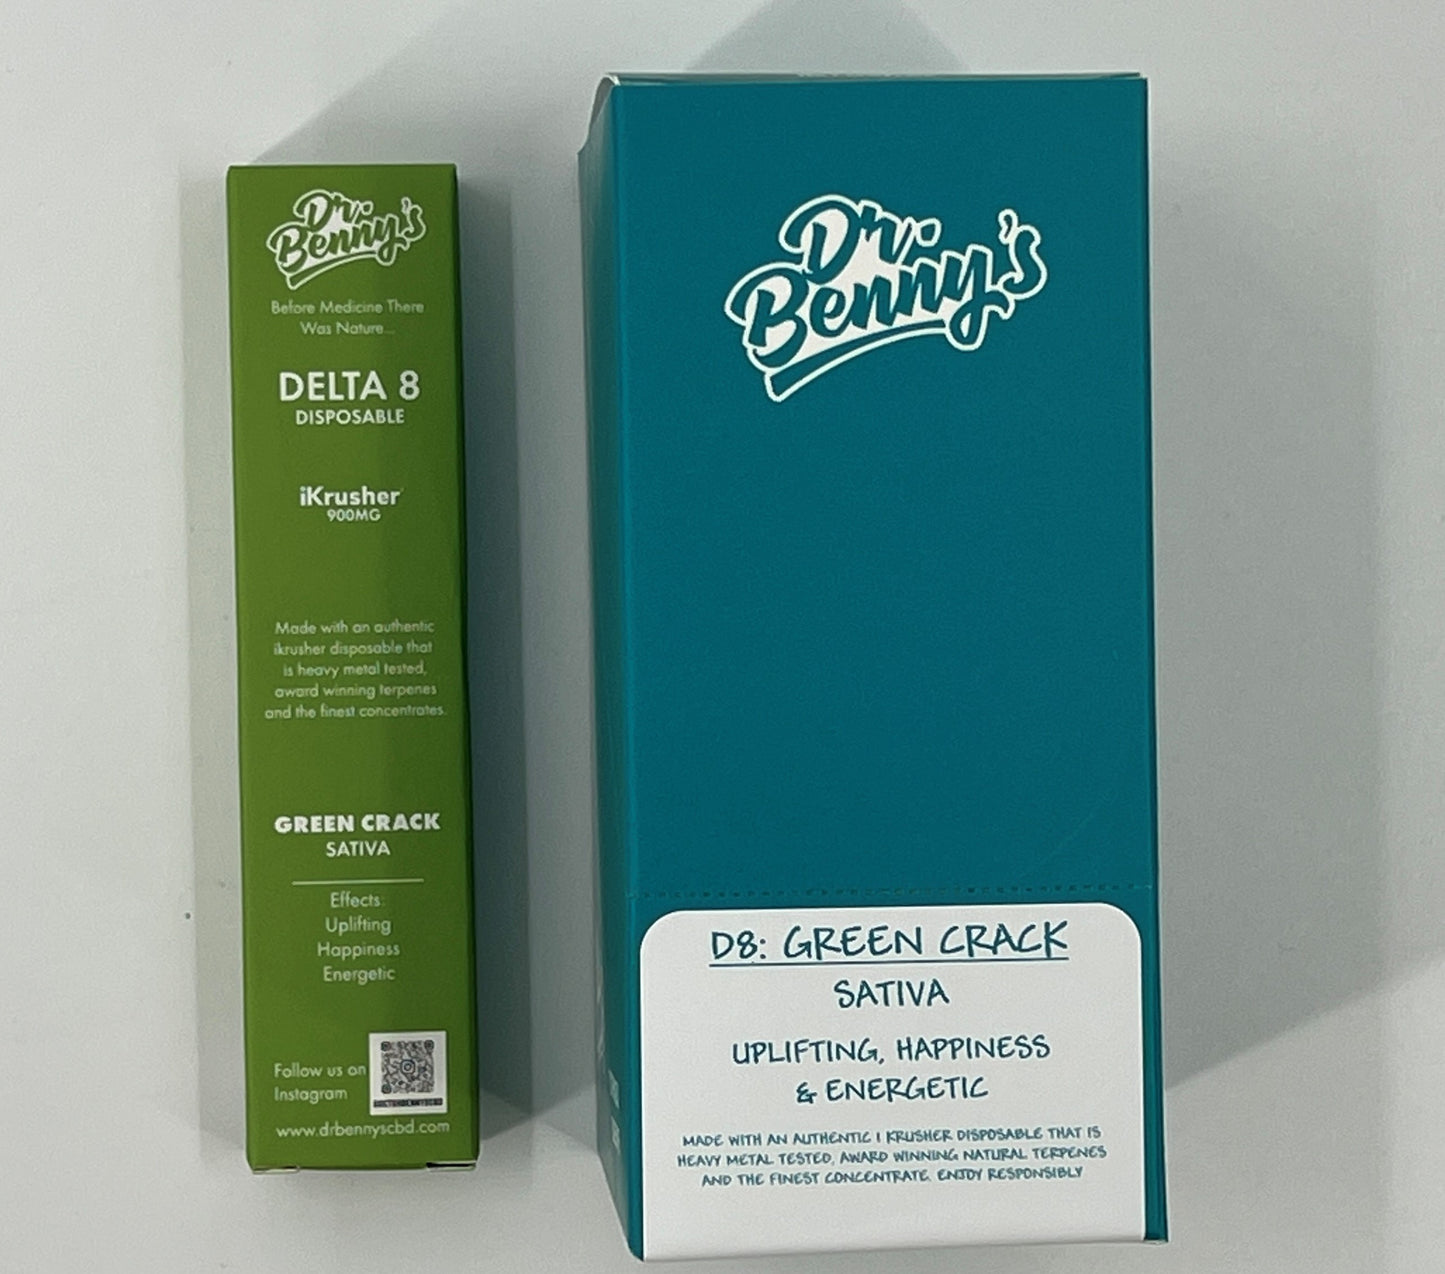 Dr.
Benny's
Before Medicine There
Was Nature...
DELTA 8
DISPOSABLE
iKrusher
900MG
Made with an authentic
ikrusher disposable that
is heavy metal tested,
award winning terpenes
and the finest concentrates.
GREEN CRACK
SATIVA
Effects:
Uplifting
Happiness
Energetic
Follow us on
Instagram
DOCTORBENNYSCBD
www.drbennyscbd.com
Dr.
Benny's
D8: GREEN CRACK
SATIVA
UPLIFTING, HAPPINESS
& ENERGETIC
MADE WITH AN AUTHENTIC I KRUSHER DISPOSABLE THAT IS
HEAVY METAL TESTED, AWARD WINNING NATURAL TERPENES
AND THE FINEST CONCENTRATE. ENJOY RESPONSIBLY